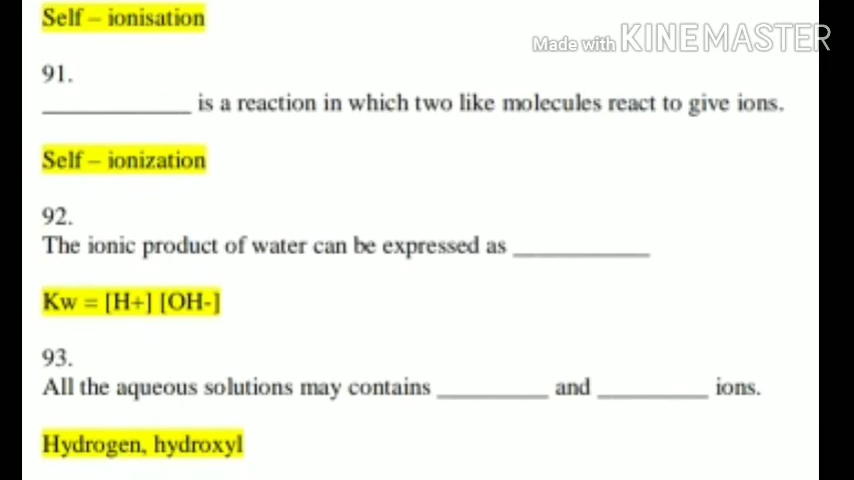 Self – ionisation
Made with KINEMASTER
91.
____________ is a reaction in which two like molecules react to give ions.
Self – ionization
92.
The ionic product of water can be expressed as ___________
Kw = [H+] [OH-]
93.
All the aqueous solutions may contains _________ and _________ ions.
Hydrogen, hydroxyl